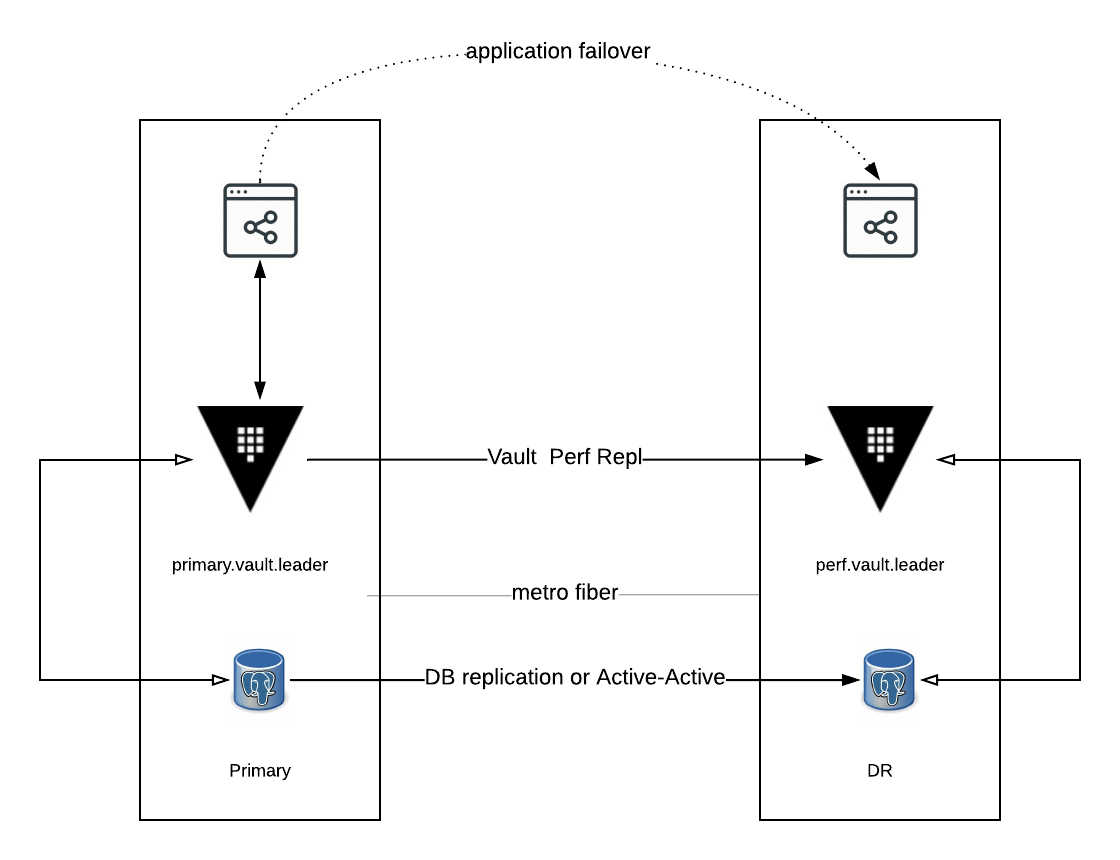 application failover
Vault  Perf Repl
primary.vault.leader
perf.vault.leader
metro fiber
DB replication or Active-Active
Primary
DR